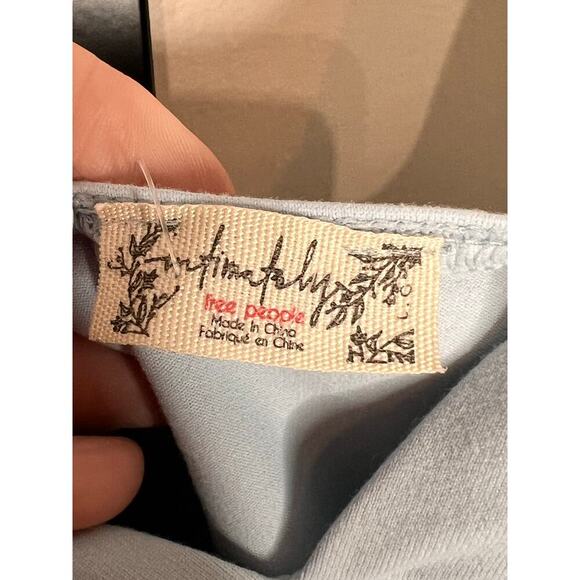 intimately
free people
Made in China
Fabriqué en Chine